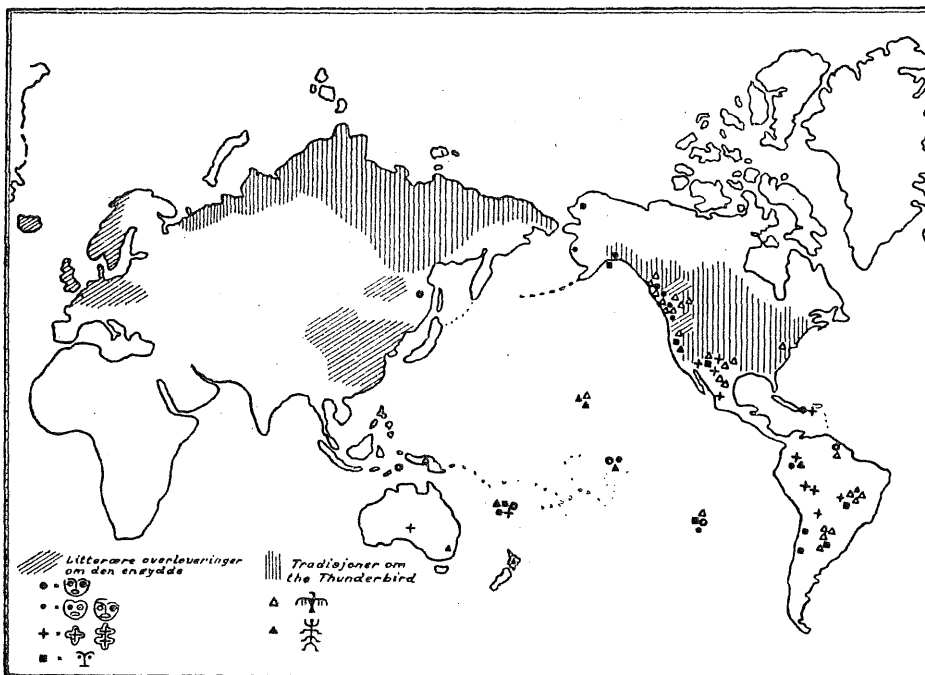 Litterære overleveringer
om den enøydde
Tradisjoner om
the Thunderbird